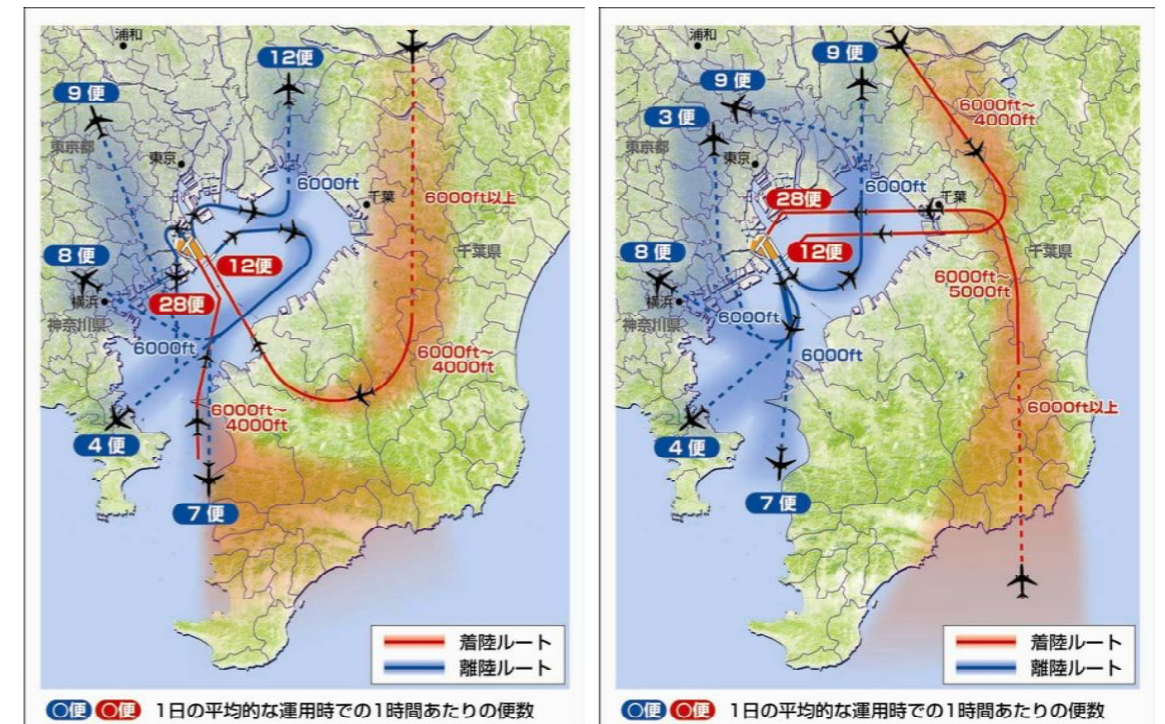 浦和
12便
9便
東京都
東京
6000ft
千葉
6000ft以上
千葉県
8便
12便
横浜
28便
神奈川県
6000ft
6000ft〜
4000ft
6000ft〜
4000ft
4便
7便
着陸ルート
離陸ルート
○便 ○便 1日の平均的な運用時での1時間あたりの便数
浦和
9便
9便
3便
6000ft〜
4000ft
東京都
東京
6000ft
28便
千葉
12便
千葉県
8便
横浜
6000ft〜
5000ft
神奈川県
6000ft
6000ft
6000ft以上
4便
7便
着陸ルート
離陸ルート
○便 ○便 1日の平均的な運用時での1時間あたりの便数